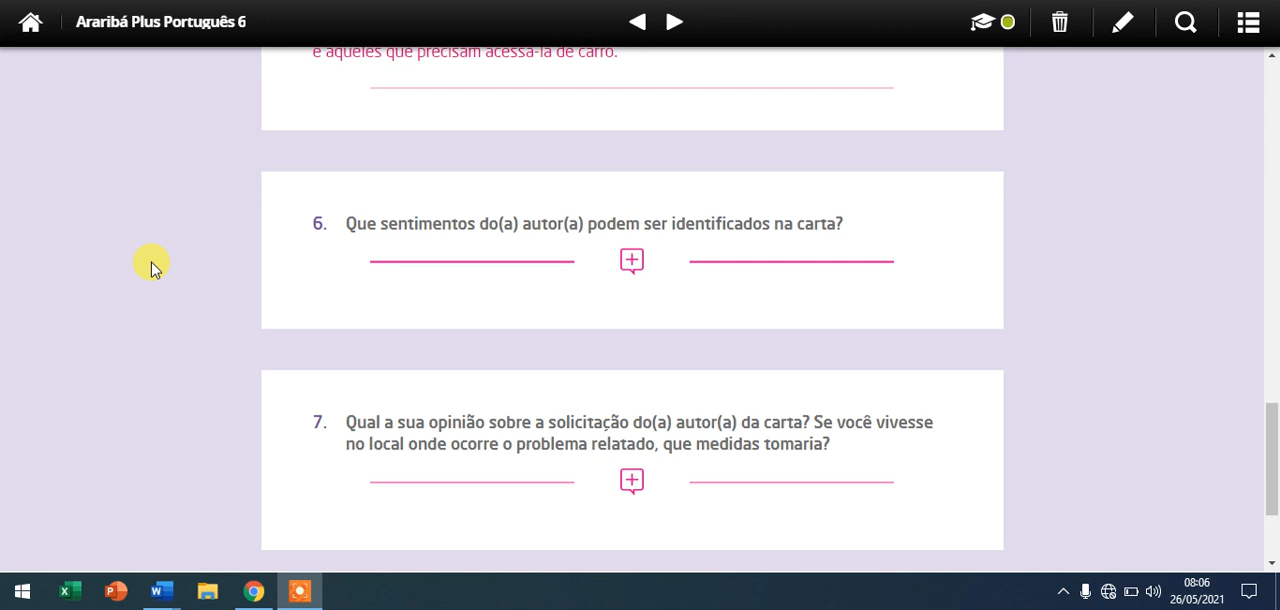 Araribá Plus Português 6
e aqueles que precisam acessá-la de carro.
6. Que sentimentos do(a) autor(a) podem ser identificados na carta?
7. Qual a sua opinião sobre a solicitação do(a) autor(a) da carta? Se você vivesse
no local onde ocorre o problema relatado, que medidas tomaria?
08:06
26/05/2021